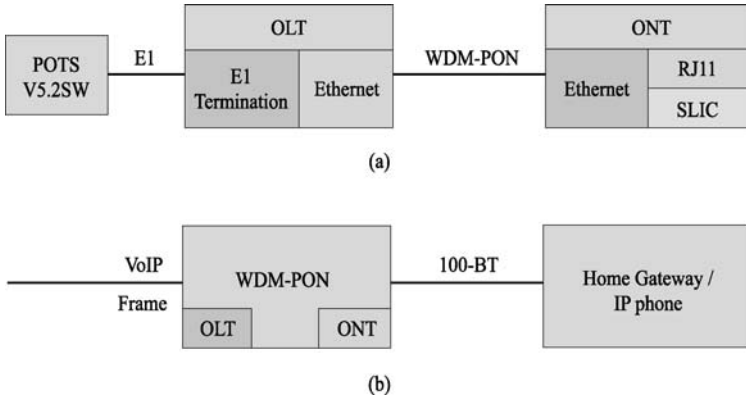 OLT
ONT
POTS
V5.2SW
E1
E1
Termination
Ethernet
WDM-PON
Ethernet
RJ11
SLIC
(a)
VoIP
Frame
WDM-PON
OLT
ONT
100-BT
Home Gateway /
IP phone
(b)